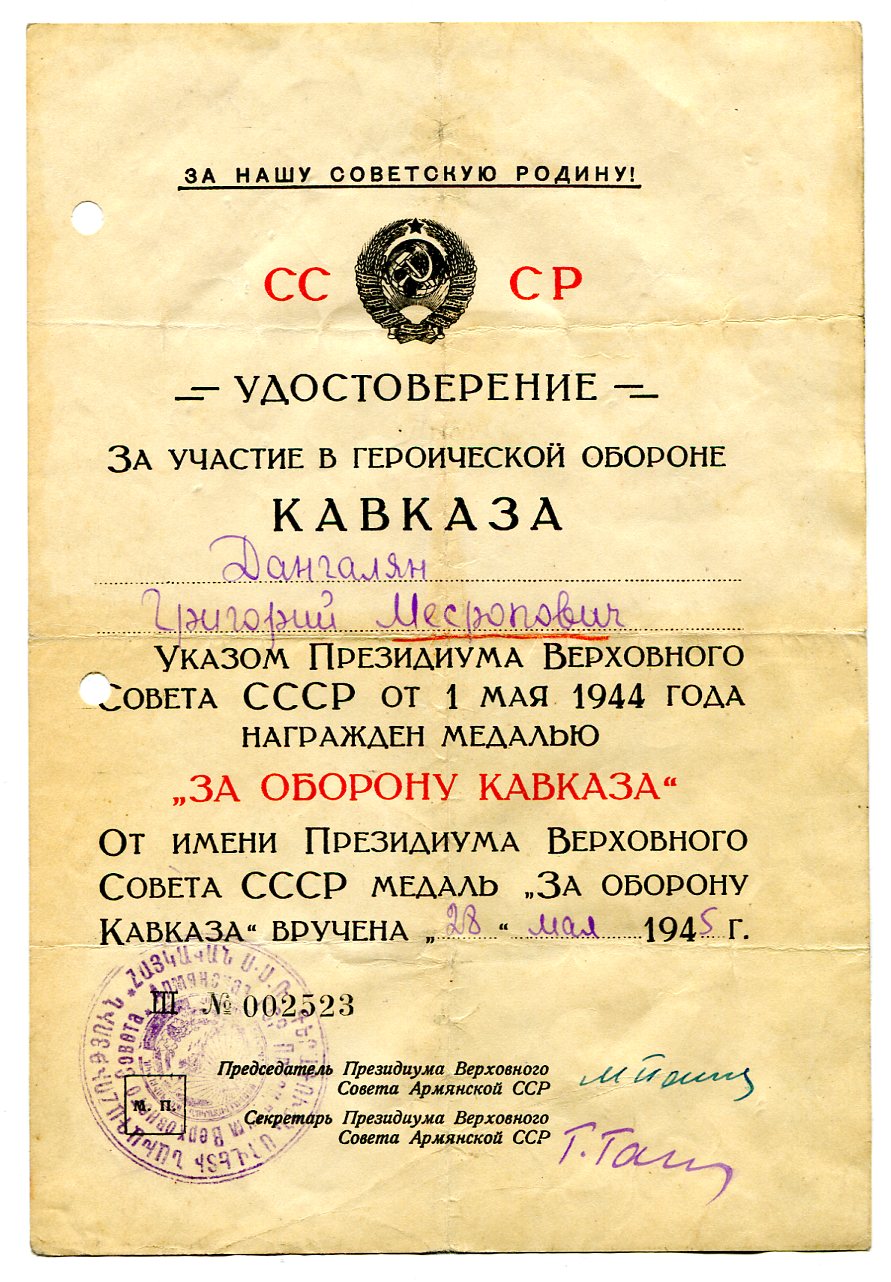 ЗА НАШУ СОВЕТСКУЮ РОДИНУ!
СС СР
УДОСТОВЕРЕНИЕ
ЗА УЧАСТИЕ В ГЕРОИЧЕСКОЙ ОБОРОНЕ
КАВКАЗА
Дангалян
Григорий Месропович
УКАЗОМ ПРЕЗИДИУМА ВЕРХОВНОГО
СОВЕТА СССР ОТ 1 МАЯ 1944 ГОДА
НАГРАЖДЕН МЕДАЛЬЮ
„ЗА ОБОРОНУ КАВКАЗА“
ОТ ИМЕНИ ПРЕЗИДИУМА ВЕРХОВНОГО
СОВЕТА СССР МЕДАЛЬ „ЗА ОБОРОНУ
КАВКАЗА“ ВРУЧЕНА „28“ мая 1945 Г.
III № 002523
Председатель Президиума Верховного
Совета Армянской ССР
Секретарь Президиума Верховного
Совета Армянской ССР
М. П.